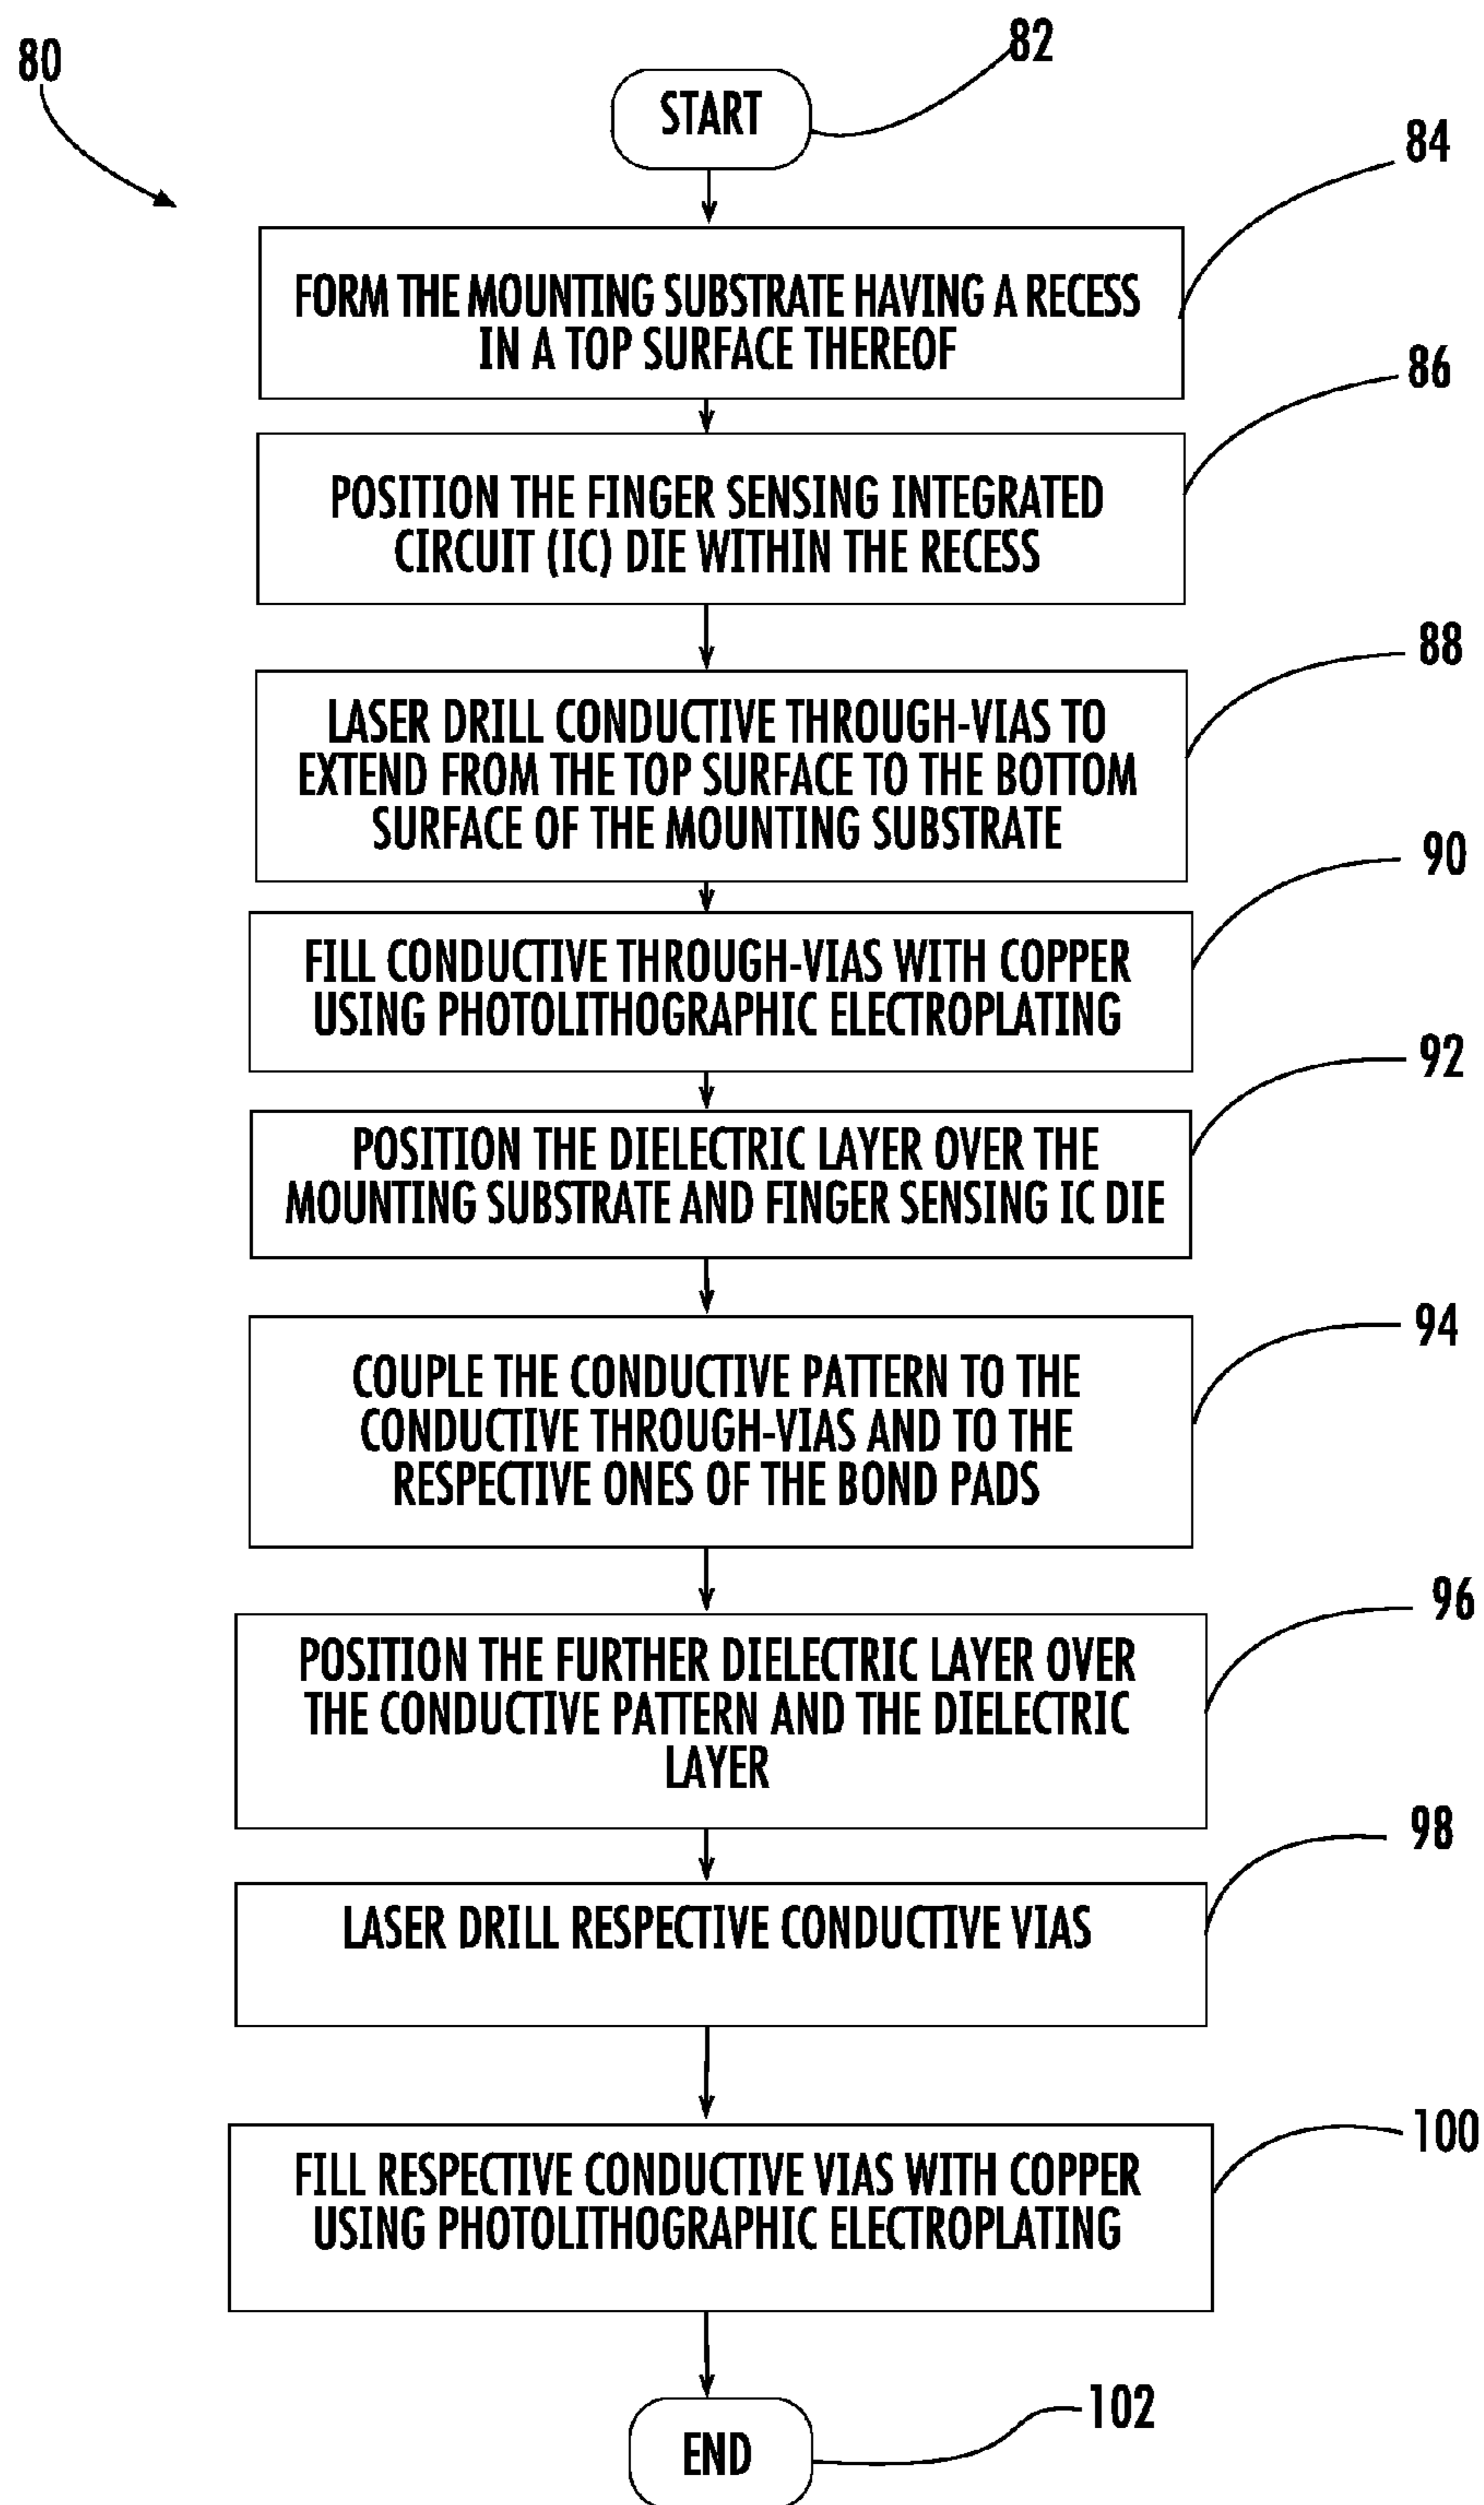 80
82
START
84
FORM THE MOUNTING SUBSTRATE HAVING A RECESS
IN A TOP SURFACE THEREOF
86
POSITION THE FINGER SENSING INTEGRATED
CIRCUIT (IC) DIE WITHIN THE RECESS
88
LASER DRILL CONDUCTIVE THROUGH-VIAS TO
EXTEND FROM THE TOP SURFACE TO THE BOTTOM
SURFACE OF THE MOUNTING SUBSTRATE
90
FILL CONDUCTIVE THROUGH-VIAS WITH COPPER
USING PHOTOLITHOGRAPHIC ELECTROPLATING
92
POSITION THE DIELECTRIC LAYER OVER THE
MOUNTING SUBSTRATE AND FINGER SENSING IC DIE
94
COUPLE THE CONDUCTIVE PATTERN TO THE
CONDUCTIVE THROUGH-VIAS AND TO THE
RESPECTIVE ONES OF THE BOND PADS
96
POSITION THE FURTHER DIELECTRIC LAYER OVER
THE CONDUCTIVE PATTERN AND THE DIELECTRIC
LAYER
98
LASER DRILL RESPECTIVE CONDUCTIVE VIAS
100
FILL RESPECTIVE CONDUCTIVE VIAS WITH COPPER
USING PHOTOLITHOGRAPHIC ELECTROPLATING
102
END